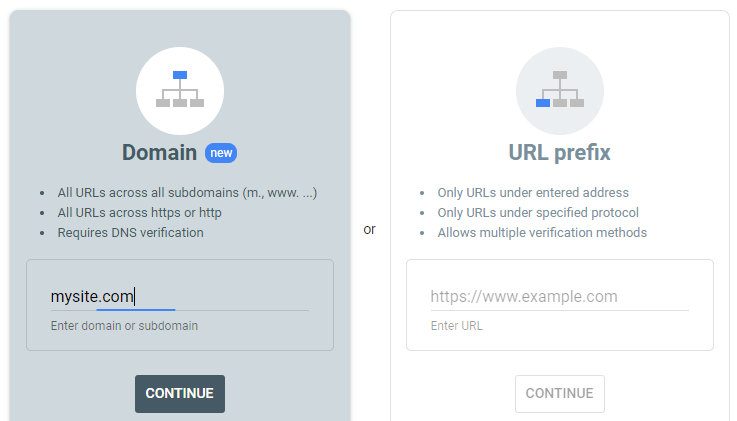 Domain new
• All URLs across all subdomains (m., www. ...)
• All URLs across https or http
• Requires DNS verification
mysite.com
Enter domain or subdomain
CONTINUE
or
URL prefix
• Only URLs under entered address
• Only URLs under specified protocol
• Allows multiple verification methods
https://www.example.com
Enter URL
CONTINUE